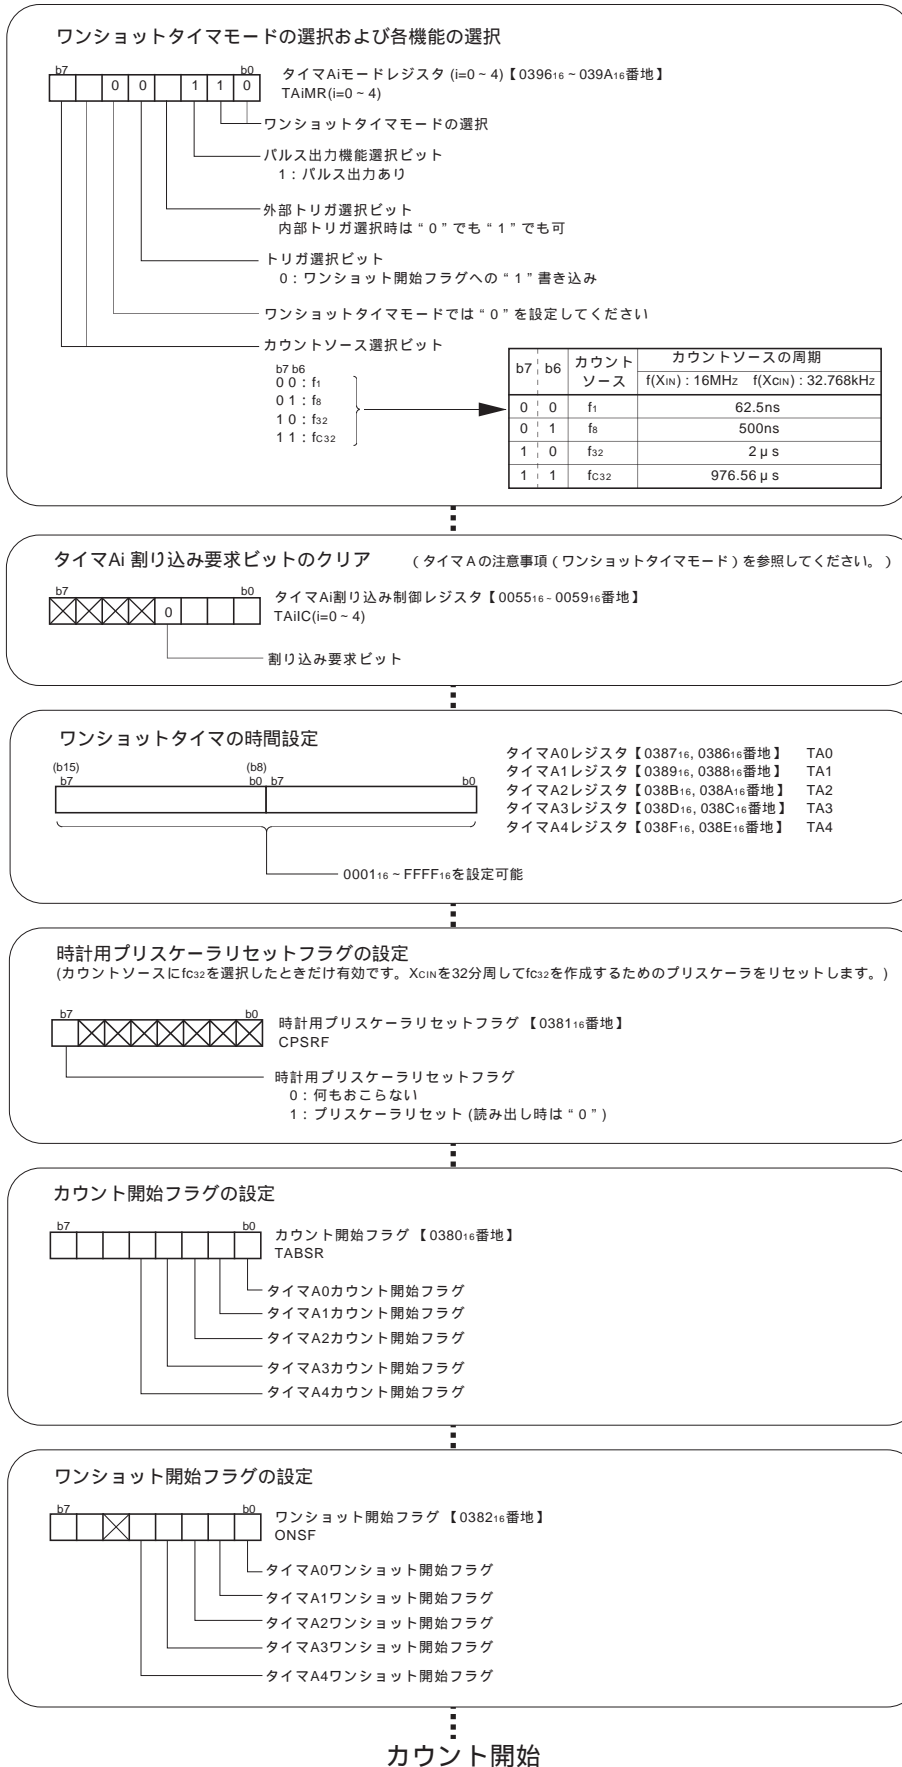 ワンショットタイマモードの選択および各機能の選択
b7 b0
0 0 1 1 0
タイマAiモードレジスタ (i=0 ~ 4)【039616 ~ 039A16番地】
TAiMR(i=0 ~ 4)
ワンショットタイマモードの選択
パルス出力機能選択ビット
1 : パルス出力あり
外部トリガ選択ビット
内部トリガ選択時は “ 0 ” でも “ 1 ” でも可
トリガ選択ビット
0 : ワンショット開始フラグへの “ 1 ” 書き込み
ワンショットタイマモードでは “ 0 ” を設定してください
カウントソース選択ビット
b7 b6
0 0 : f1
0 1 : f8
1 0 : f32
1 1 : fC32
b7 b6 カウントソース カウントソースの周期
f(XIN) : 16MHz f(XCIN) : 32.768kHz
0 0 f1 62.5ns
0 1 f8 500ns
1 0 f32 2 μ s
1 1 fC32 976.56 μ s
タイマAi 割り込み要求ビットのクリア ( タイマ A の注意事項 ( ワンショットタイマモード ) を参照してください。 )
b7 b0
0
タイマAi割り込み制御レジスタ【005516 ~ 005916番地】
TAiIC(i=0 ~ 4)
割り込み要求ビット
ワンショットタイマの時間設定
(b15) (b8)
b7 b0 b7 b0
タイマA0レジスタ【038716, 038616番地】 TA0
タイマA1レジスタ【038916, 038816番地】 TA1
タイマA2レジスタ【038B16, 038A16番地】 TA2
タイマA3レジスタ【038D16, 038C16番地】 TA3
タイマA4レジスタ【038F16, 038E16番地】 TA4
000116 ~ FFFF16を設定可能
時計用プリスケーラリセットフラグの設定
(カウントソースにfC32を選択したときだけ有効です。XCINを32分周してfC32を作成するためのプリスケーラをリセットします。)
b7 b0
時計用プリスケーラリセットフラグ【038116番地】
CPSRF
時計用プリスケーラリセットフラグ
0 : 何もおこらない
1 : プリスケーラリセット (読み出し時は “ 0 ” )
カウント開始フラグの設定
b7 b0
カウント開始フラグ【038016番地】
TABSR
タイマA0カウント開始フラグ
タイマA1カウント開始フラグ
タイマA2カウント開始フラグ
タイマA3カウント開始フラグ
タイマA4カウント開始フラグ
ワンショット開始フラグの設定
b7 b0
ワンショット開始フラグ【038216番地】
ONSF
タイマA0ワンショット開始フラグ
タイマA1ワンショット開始フラグ
タイマA2ワンショット開始フラグ
タイマA3ワンショット開始フラグ
タイマA4ワンショット開始フラグ
カウント開始